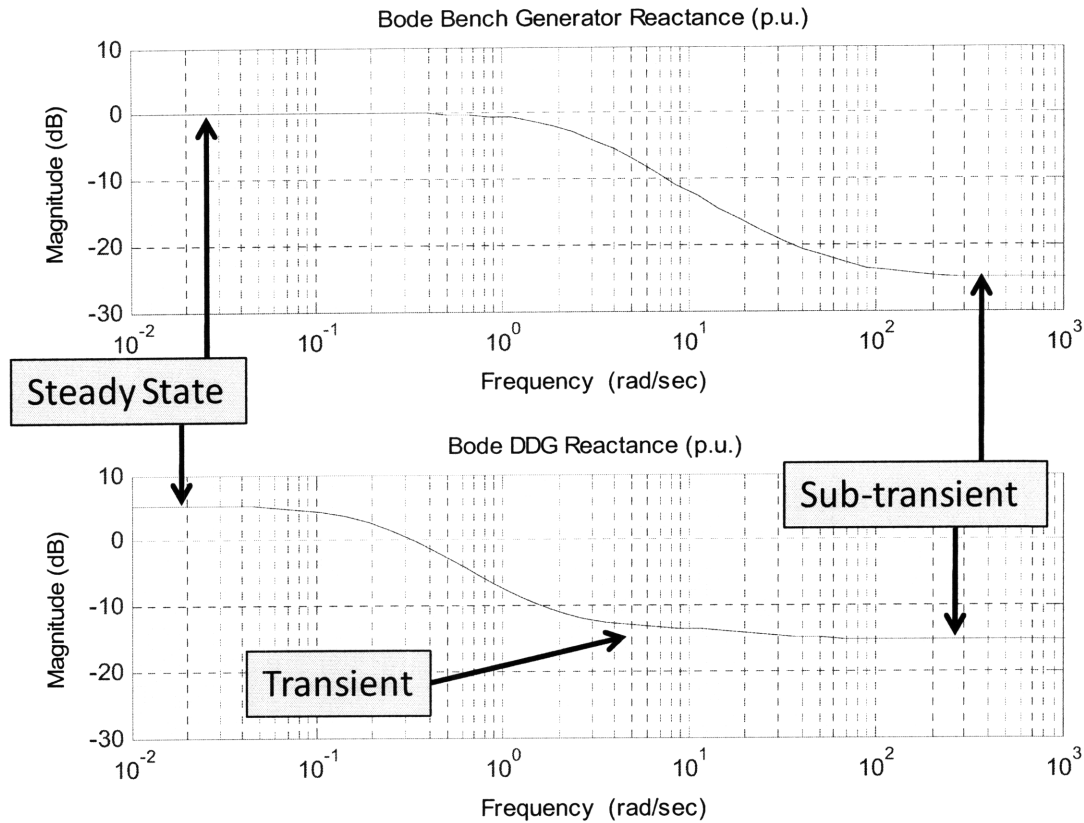 Bode Bench Generator Reactance (p.u.)
10
0
-10
-20
-30
Magnitude (dB)
10^-2 10^-1 10^0 10^1 10^2 10^3
Frequency (rad/sec)
Steady State
Sub-transient
Bode DDG Reactance (p.u.)
10
0
-10
-20
-30
Magnitude (dB)
Transient
10^-2 10^-1 10^0 10^1 10^2 10^3
Frequency (rad/sec)